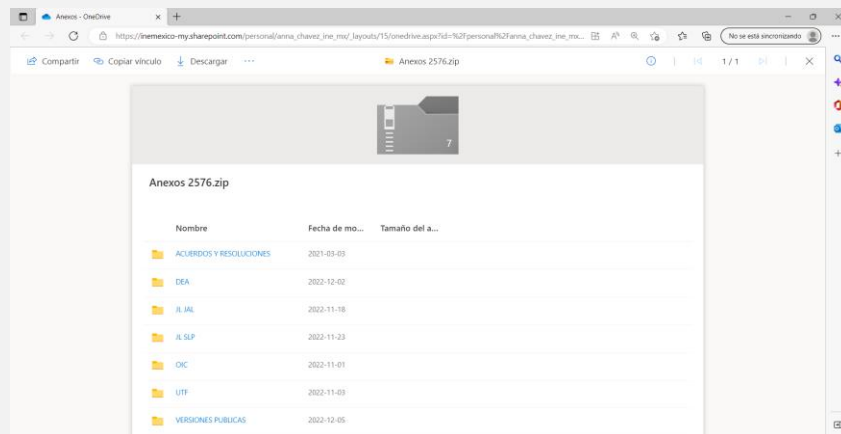 Anexos - OneDrive
https://inemexico-my.sharepoint.com/personal/anna_chavez_ine_mx/_layouts/15/onedrive.aspx?id=%2Fpersonal%2Fanna_chavez_ine_mx...
No se está sincronizando
Compartir Copiar vínculo Descargar ... Anexos 2576.zip 1 / 1
7
Anexos 2576.zip
Nombre Fecha de mo... Tamaño del a...
ACUERDOS Y RESOLUCIONES 2021-03-03
DEA 2022-12-02
JL JAL 2022-11-18
JL SLP 2022-11-23
OIC 2022-11-01
UTF 2022-11-03
VERSIONES PUBLICAS 2022-12-05